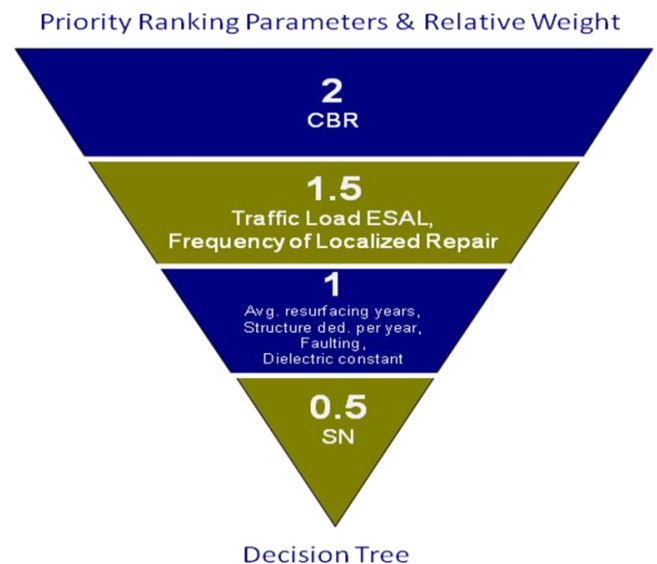 Priority Ranking Parameters & Relative Weight
2
CBR
1.5
Traffic Load ESAL,
Frequency of Localized Repair
1
Avg. resurfacing years,
Structure ded. per year,
Faulting,
Dielectric constant
0.5
SN
Decision Tree